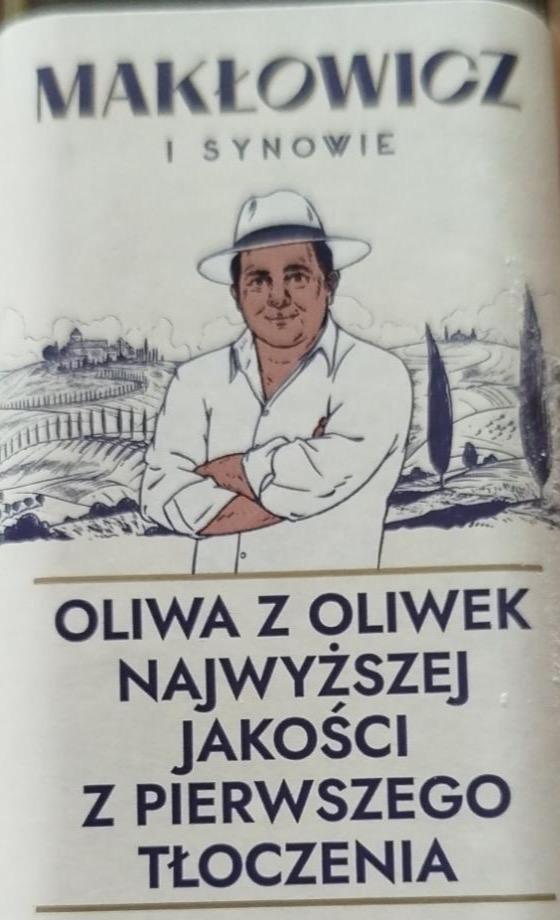 MAKŁOWICZ
I SYNOWIE
OLIWA Z OLIWEK
NAJWYŻSZEJ
JAKOŚCI
Z PIERWSZEGO
TŁOCZENIA